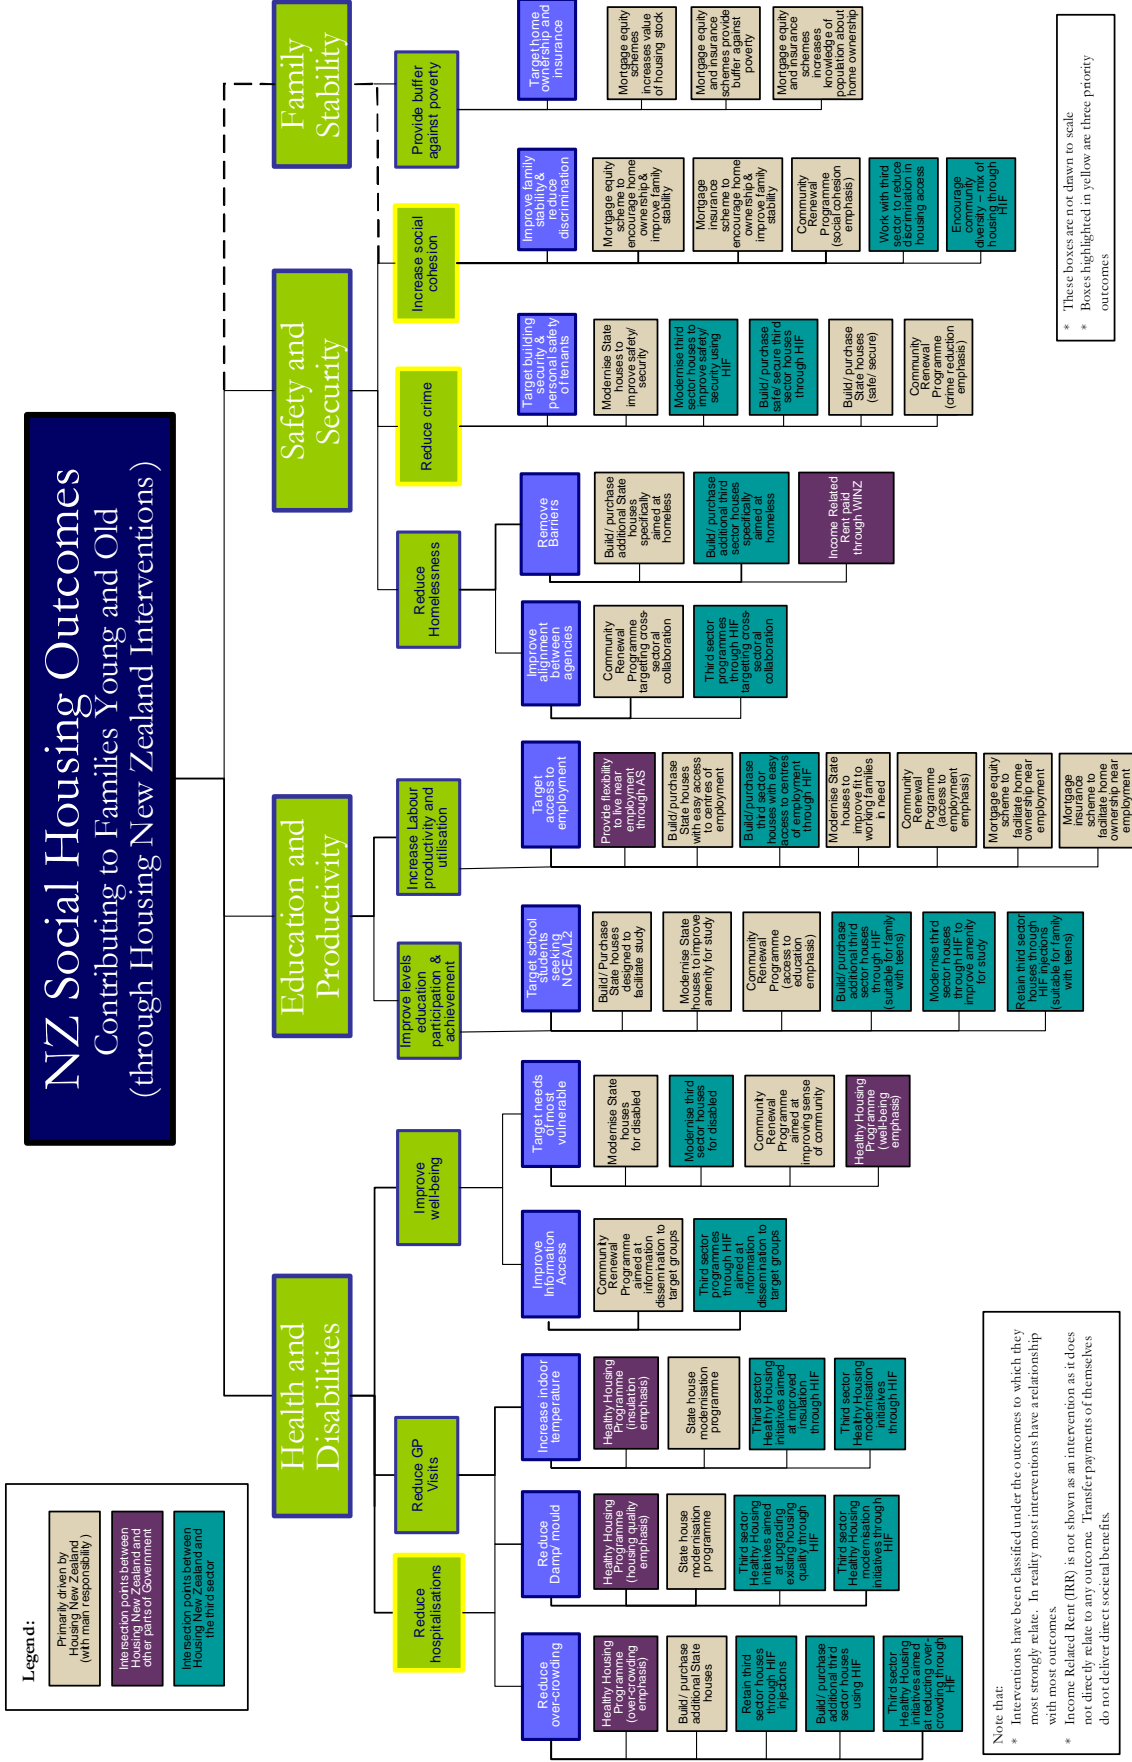 NZ Social Housing Outcomes
Contributing to Families Young and Old
(through Housing New Zealand Interventions)
Legend:
Primarily driven by
Housing New Zealand
(with main responsibility)
Intersection points between
Housing New Zealand and
other parts of Government
Intersection points between
Housing New Zealand and
the third sector
Health and
Disabilities
Education and
Productivity
Safety and
Security
Family
Stability
Reduce
hospitalisations
Reduce GP
Visits
Improve
well-being
Improve levels
education
participation &
achievement
Increase Labour
productivity and
utilisation
Reduce
Homelessness
Reduce crime
Increase social
cohesion
Provide buffer
against poverty
Reduce
over-crowding
Healthy Housing
Programme
(over-crowding
emphasis)
Build/ purchase
additional State
houses
Retain third
sector houses
through HIF
injections
Build/ purchase
additional third
sector houses
using HIF
Third sector
Healthy Housing
initiatives aimed
at reducing over-
crowding through
HIF
Reduce
Damp/ mould
Healthy Housing
Programme
(housing quality
emphasis)
State house
modernisation
programme
Third sector
Healthy Housing
initiatives aimed
at upgrading
existing housing
quality through
HIF
Third sector
Healthy Housing
modernisation
initiatives through
HIF
Increase indoor
temperature
Healthy Housing
Programme
(insulation
emphasis)
State house
modernisation
programme
Third sector
Healthy Housing
initiatives aimed
at improved
insulation
through HIF
Third sector
Healthy Housing
modernisation
initiatives
through HIF
Improve
Information
Access
Community
Renewal
Programme
aimed at
information
dissemination to
target groups
Third sector
programmes
through HIF
aimed at
information
dissemination to
target groups
Target needs
of most
vulnerable
Modernise State
houses
for disabled
Modernise third
sector houses
for disabled
Community
Renewal
Programme
aimed at
improving sense
of community
Healthy Housing
Programme
(well-being
emphasis)
Target school
students
seeking
NCEA/L2
Build/ Purchase
State houses
designed to
facilitate study
Modernise State
houses to improve
amenity for study
Community
Renewal
Programme
(access to
education
emphasis)
Build/ purchase
additional third
sector houses
through HIF
(suitable for family
with teens)
Modernise third
sector houses
through HIF to
improve amenity
for study
Retain third sector
houses through
HIF injections
(suitable for family
with teens)
Target
access to
employment
Provide flexibility
to live near
employment
through AS
Build/purchase
State houses
with easy access
to centres of
employment
Build/purchase
third sector
houses with easy
access to centres
of employment
through HIF
Modernise State
houses to
improve fit to
working families
in need
Community
Renewal
Programme
(access to
employment
emphasis)
Mortgage equity
scheme to
facilitate home
ownership near
employment
Mortgage
insurance
scheme to
facilitate home
ownership near
employment
Improve
alignment
between
agencies
Community
Renewal
Programme
targetting cross-
sectoral
collaboration
Third sector
programmes
through HIF
targetting cross-
sectoral
collaboration
Remove
Barriers
Build/ purchase
additional State
houses
specifically
aimed at
homeless
Build/ purchase
additional third
sector houses
specifically
aimed at
homeless
Income Related
Rent paid
through WINZ
Target building
security &
personal safety
of tenants
Modernise State
houses to
improve safety/
security
Modernise third
sector houses to
improve safety/
security using
HIF
Build/ purchase
safe/ secure third
sector houses
through HIF
Build/ purchase
State houses
(safe/ secure)
Community
Renewal
Programme
(crime reduction
emphasis)
Improve family
stability &
reduce
discrimination
Mortgage equity
scheme to
encourage home
ownership &
improve family
stability
Mortgage
insurance
scheme to
encourage home
ownership &
improve family
stability
Community
Renewal
Programme
(social cohesion
emphasis)
Work with third
sector to reduce
discrimination in
housing access
Encourage
community
diversity – mix of
housing through
HIF
Target home
ownership and
insurance
Mortgage equity
schemes
increases value
of housing stock
Mortgage equity
and insurance
schemes provide
buffer against
poverty
Mortgage equity
and insurance
schemes
increases
knowledge of
population about
home ownership
Note that:
* Interventions have been classified under the outcomes to which they
most strongly relate. In reality most interventions have a relationship
with most outcomes.
* Income Related Rent (IRR) is not shown as an intervention as it does
not directly relate to any outcome. Transfer payments of themselves
do not deliver direct societal benefits.
* These boxes are not drawn to scale
* Boxes highlighted in yellow are three priority
outcomes